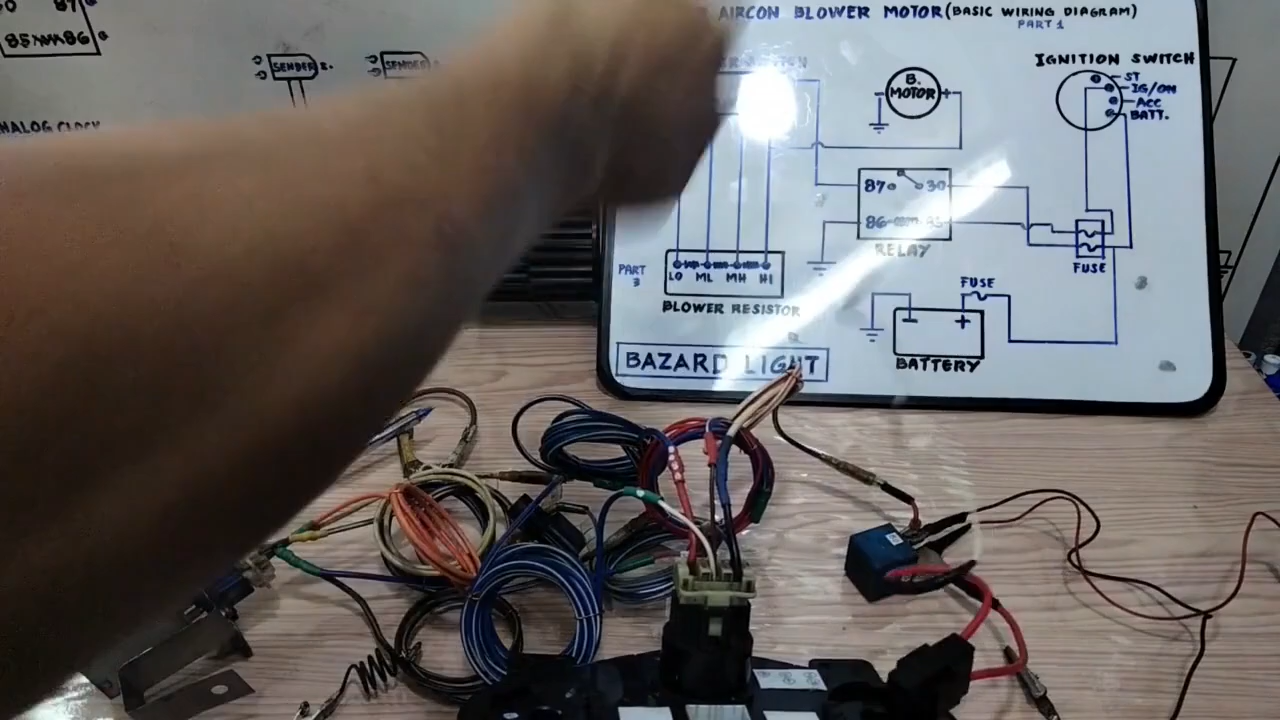 87
85 86
SENDER
SENDER
ANALOG CLOCK
AIRCON BLOWER MOTOR (BASIC WIRING DIAGRAM)
PART 1
IGNITION SWITCH
B.
MOTOR
- +
ST
IG/ON
ACC
BATT.
87 30
86
RELAY
FUSE
PART
3
LO ML MH HI
BLOWER RESISTOR
FUSE
- +
BATTERY
BAZARD LIGHT